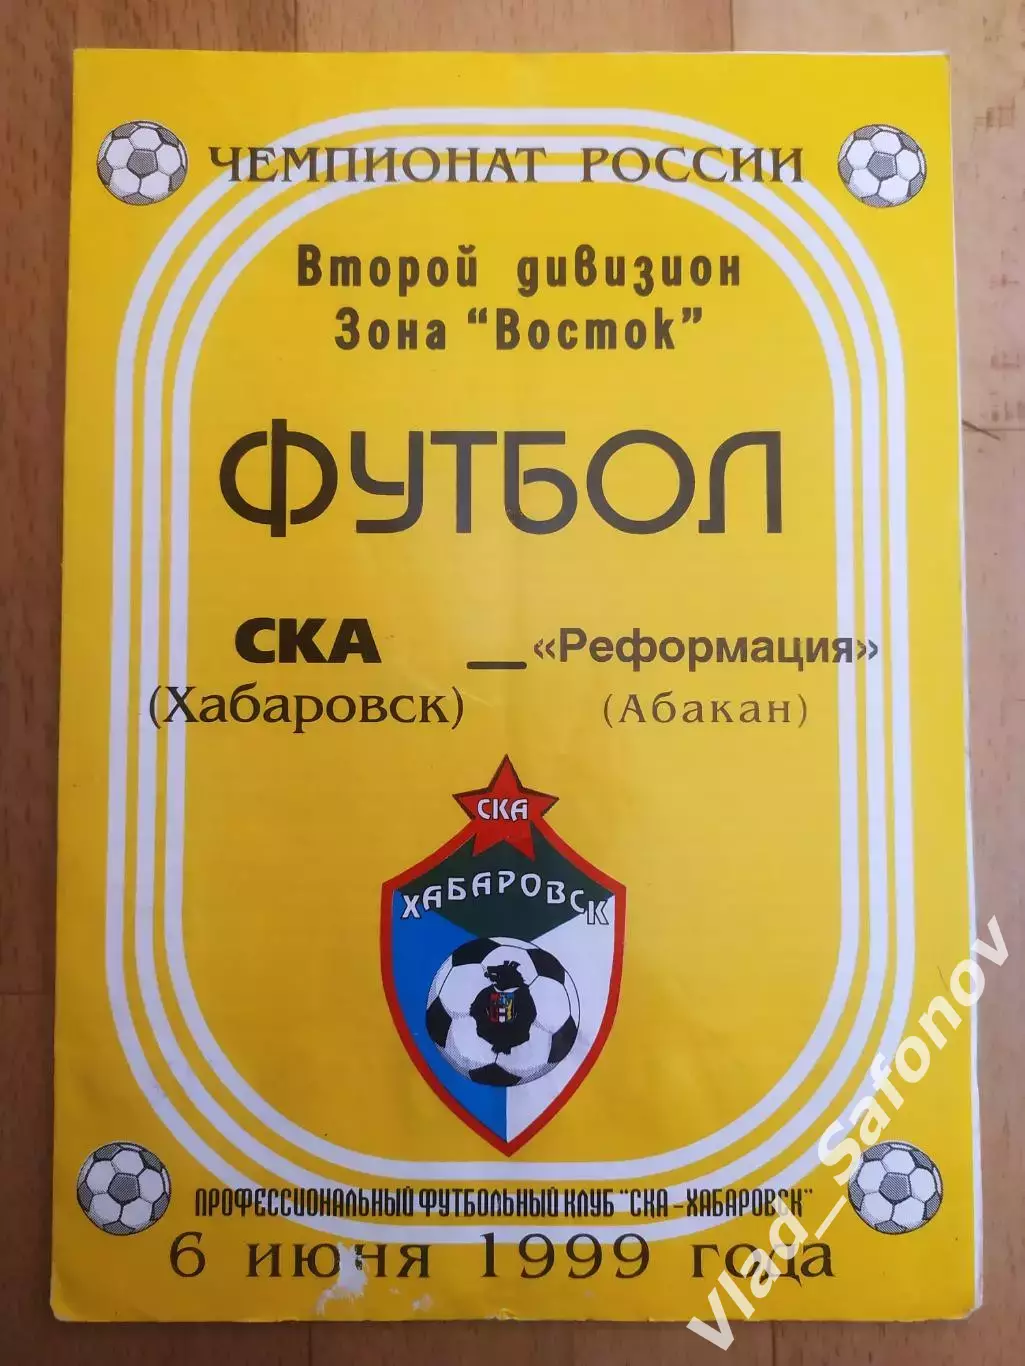 ЧЕМПИОНАТ РОССИИ
Второй дивизион
Зона "Восток"
ФУТБОЛ
СКА — «Реформация»
(Хабаровск) (Абакан)
СКА
ХАБАРОВСК
ПРОФЕССИОНАЛЬНЫЙ ФУТБОЛЬНЫЙ КЛУБ "СКА-ХАБАРОВСК"
6 июня 1999 года
Vlad_Safonov